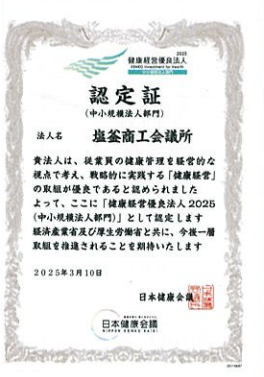 2025
健康経営優良法人
KENKO Investment for Health
中小規模法人部門
認定証
(中小規模法人部門)
法人名　塩釜商工会議所
貴法人は、従業員の健康管理を経営的な
視点で考え、戦略的に実践する「健康経営」
の取組が優良であると認められました
よって、ここに「健康経営優良法人2025
(中小規模法人部門)」として認定します
経済産業省及び厚生労働省と共に、今後一層
取組を推進されることを期待いたします
2025年3月10日
日本健康会議
日本健康会議
NIPPON KENKO KAIGI